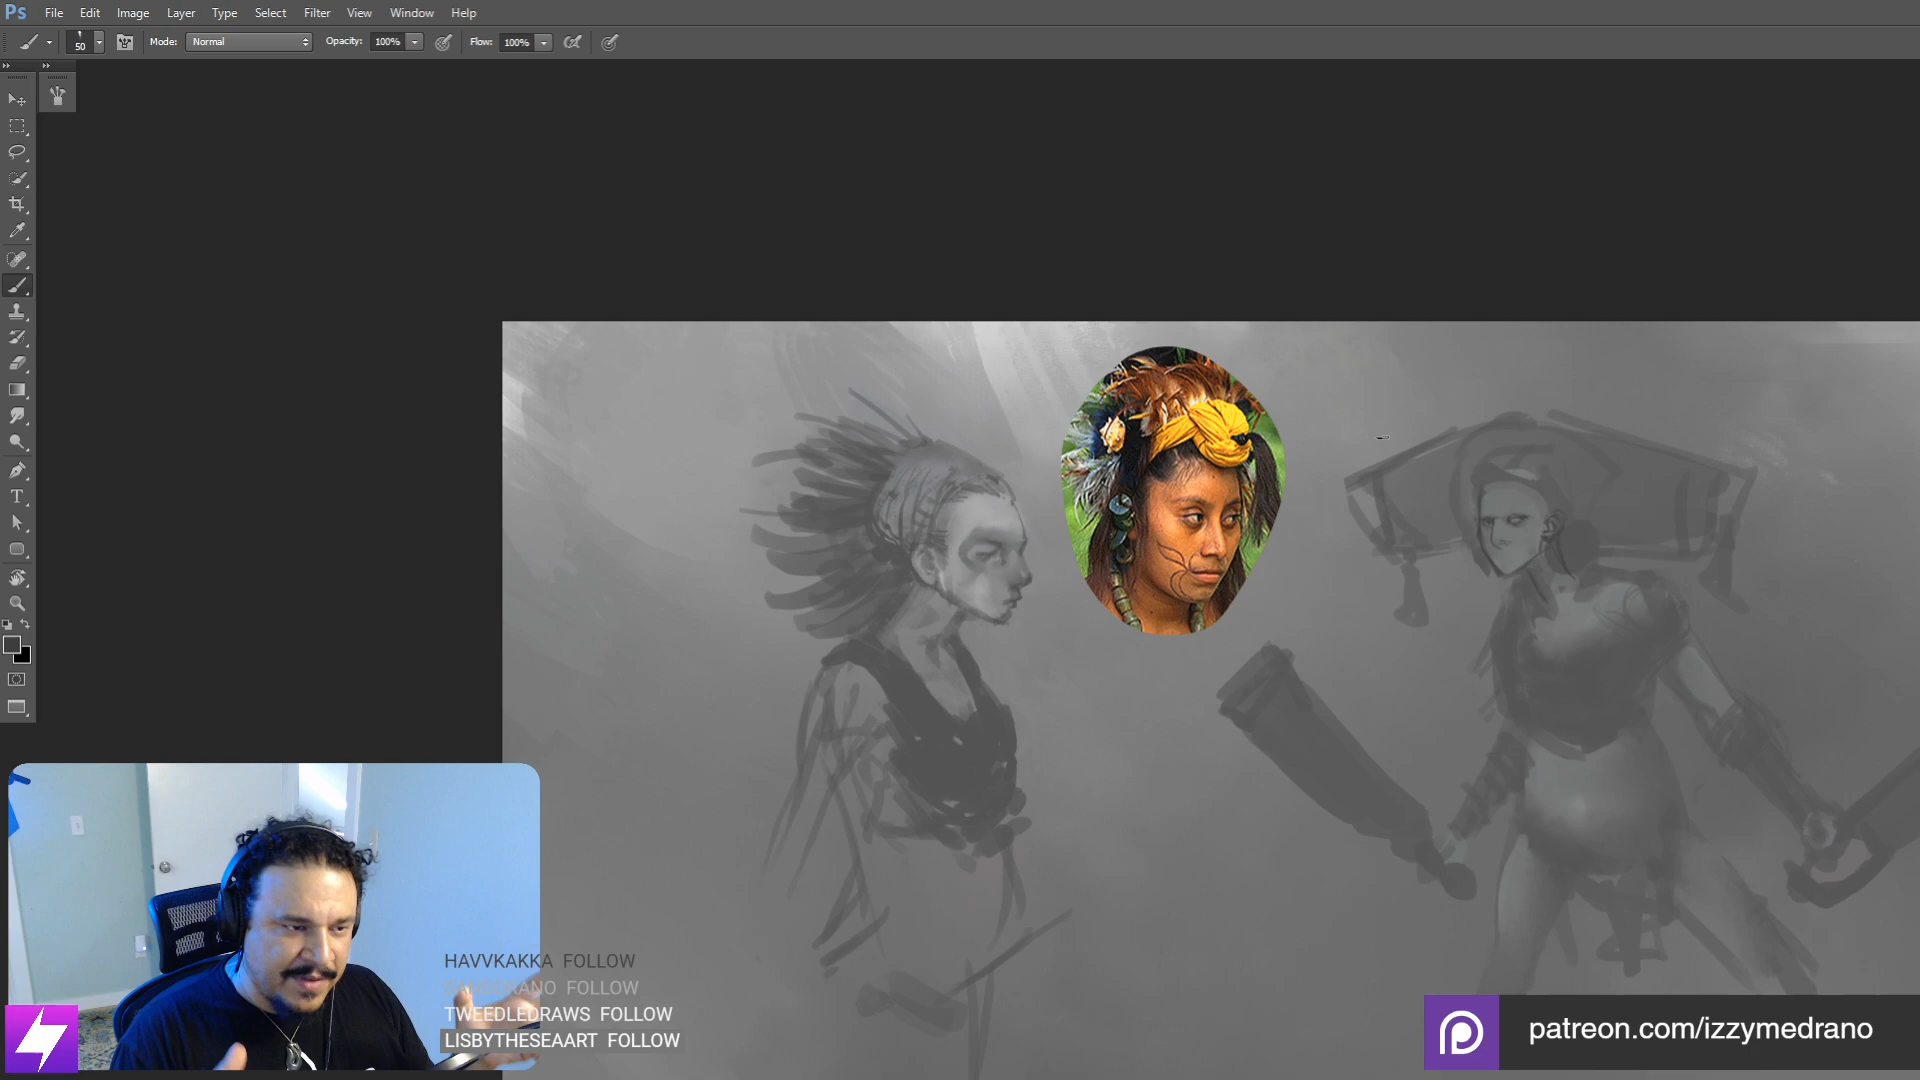 Ps File Edit Image Layer Type Select Filter View Window Help
50 Mode: Normal Opacity: 100% Flow: 100%
T
HAVVKAKKA FOLLOW
FOLLOW
TWEEDLEDRAWS FOLLOW
LISBYTHESEAART FOLLOW
patreon.com/izzymedrano